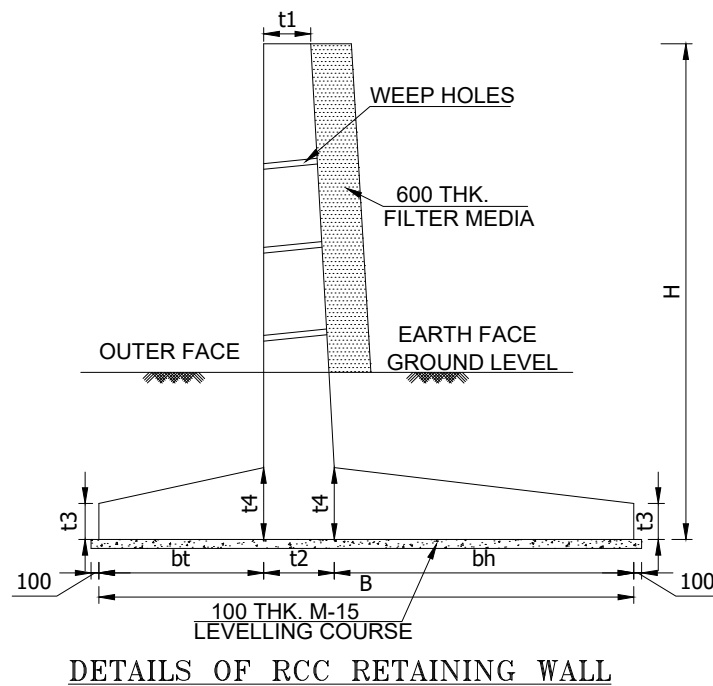 t1
WEEP HOLES
600 THK.
FILTER MEDIA
H
OUTER FACE
EARTH FACE
GROUND LEVEL
t3
t4
t4
t3
100
bt
t2
bh
100
B
100 THK. M-15
LEVELLING COURSE
DETAILS OF RCC RETAINING WALL